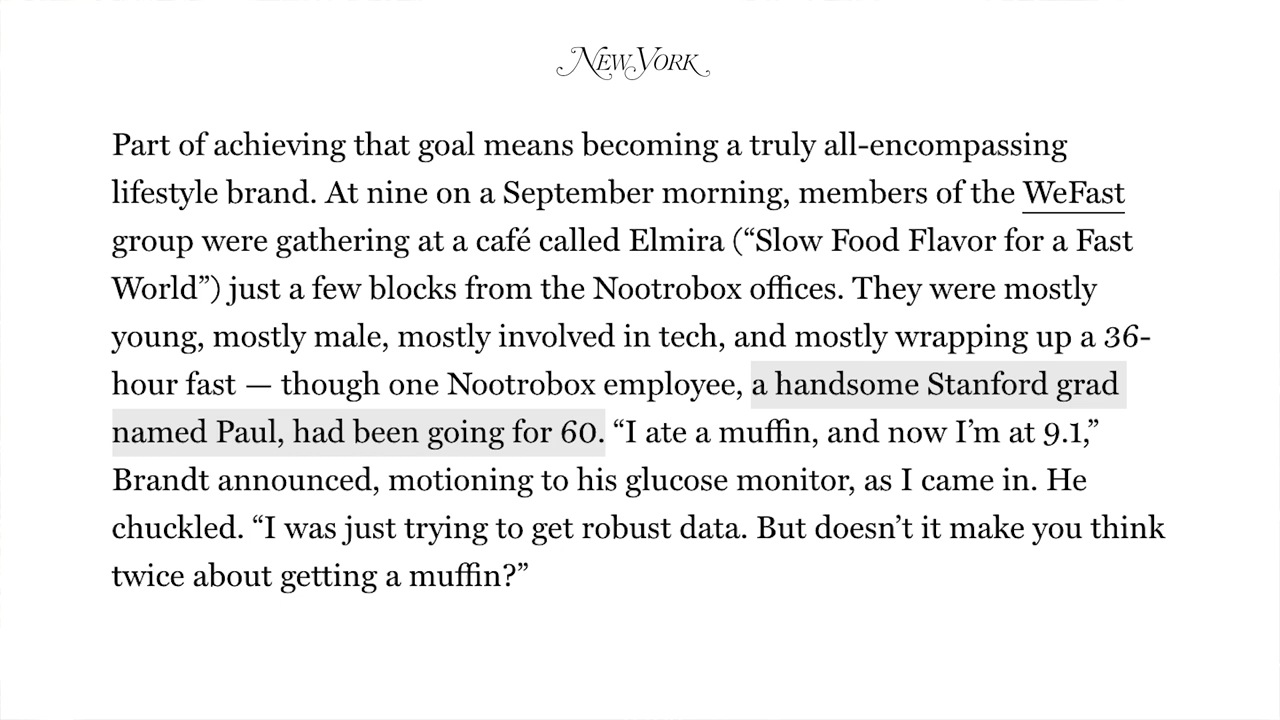 NEW YORK
Part of achieving that goal means becoming a truly all-encompassing
lifestyle brand. At nine on a September morning, members of the WeFast
group were gathering at a café called Elmira (“Slow Food Flavor for a Fast
World”) just a few blocks from the Nootrobox offices. They were mostly
young, mostly male, mostly involved in tech, and mostly wrapping up a 36-
hour fast — though one Nootrobox employee, a handsome Stanford grad
named Paul, had been going for 60. “I ate a muffin, and now I’m at 9.1,”
Brandt announced, motioning to his glucose monitor, as I came in. He
chuckled. “I was just trying to get robust data. But doesn’t it make you think
twice about getting a muffin?”